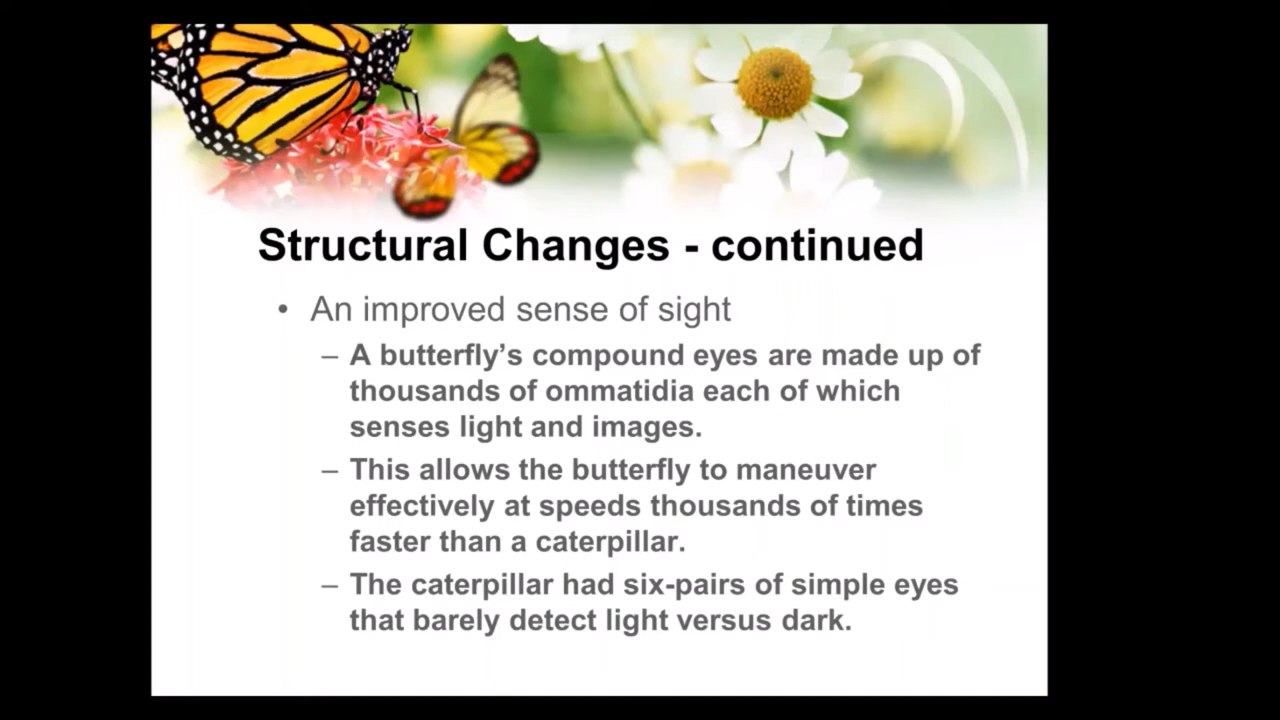 Structural Changes - continued
• An improved sense of sight
– A butterfly’s compound eyes are made up of
thousands of ommatidia each of which
senses light and images.
– This allows the butterfly to maneuver
effectively at speeds thousands of times
faster than a caterpillar.
– The caterpillar had six-pairs of simple eyes
that barely detect light versus dark.